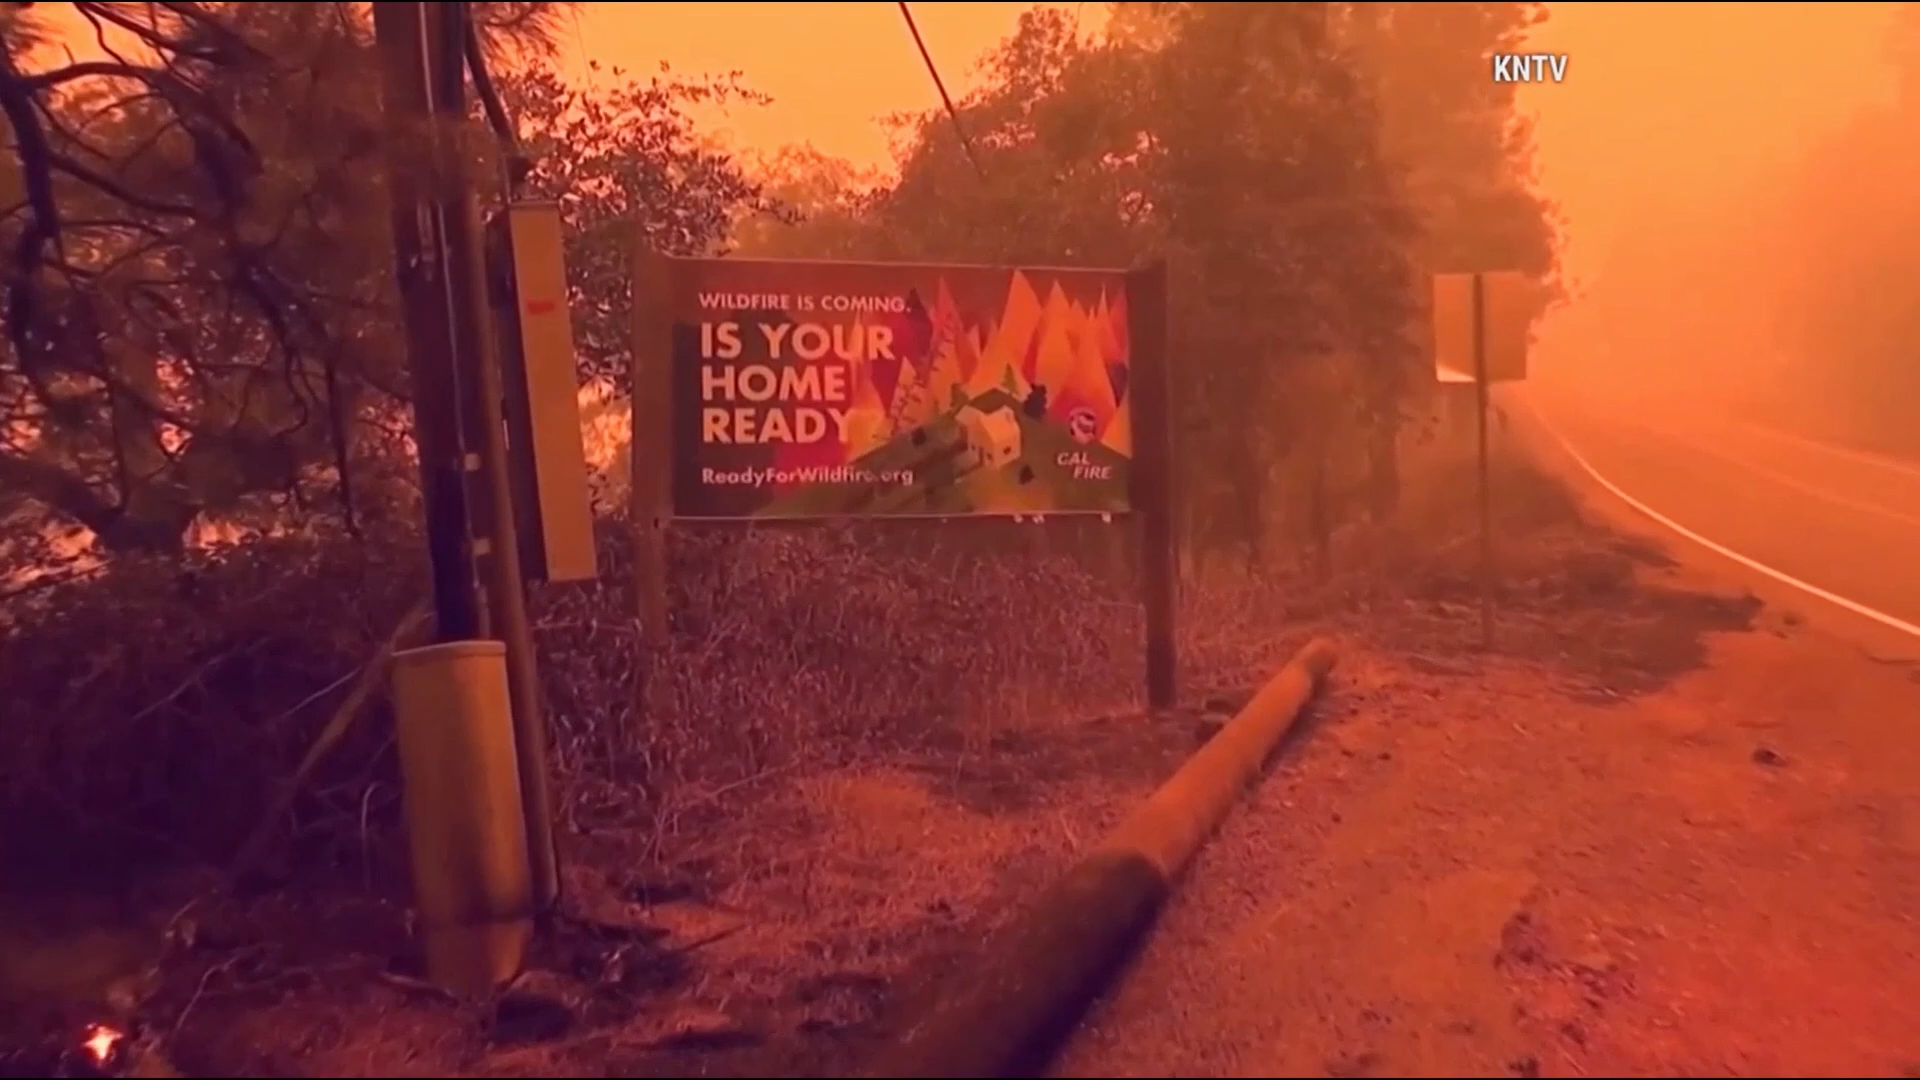 KNTV
WILDFIRE IS COMING.
IS YOUR
HOME
READY?
ReadyForWildfire.org
CAL
FIRE